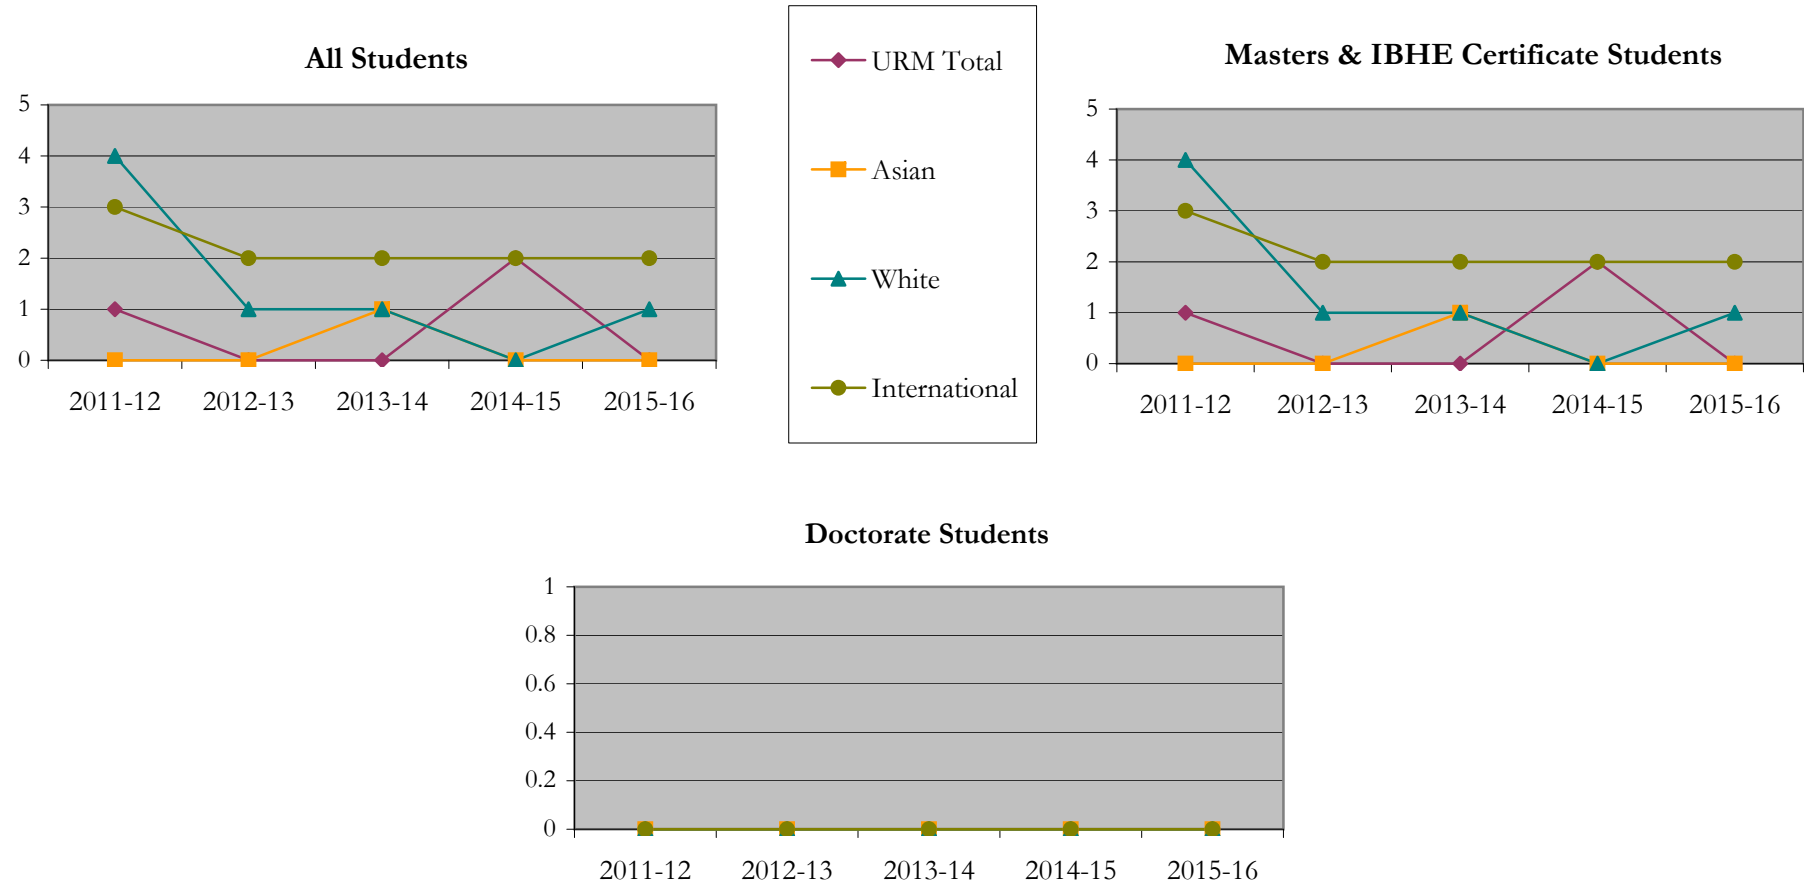 All Students
5
4
3
2
1
0
2011-12 2012-13 2013-14 2014-15 2015-16
URM Total
Asian
White
International
Masters & IBHE Certificate Students
5
4
3
2
1
0
2011-12 2012-13 2013-14 2014-15 2015-16
Doctorate Students
1
0.8
0.6
0.4
0.2
0
2011-12 2012-13 2013-14 2014-15 2015-16